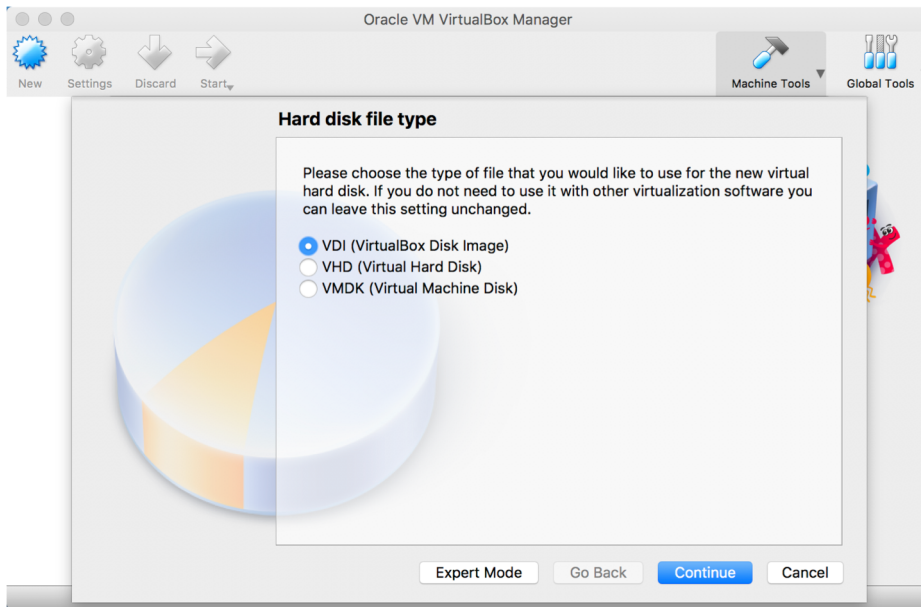 Oracle VM VirtualBox Manager
New
Settings
Discard
Start
Machine Tools
Global Tools
Hard disk file type
Please choose the type of file that you would like to use for the new virtual
hard disk. If you do not need to use it with other virtualization software you
can leave this setting unchanged.
VDI (VirtualBox Disk Image)
VHD (Virtual Hard Disk)
VMDK (Virtual Machine Disk)
Expert Mode
Go Back
Continue
Cancel